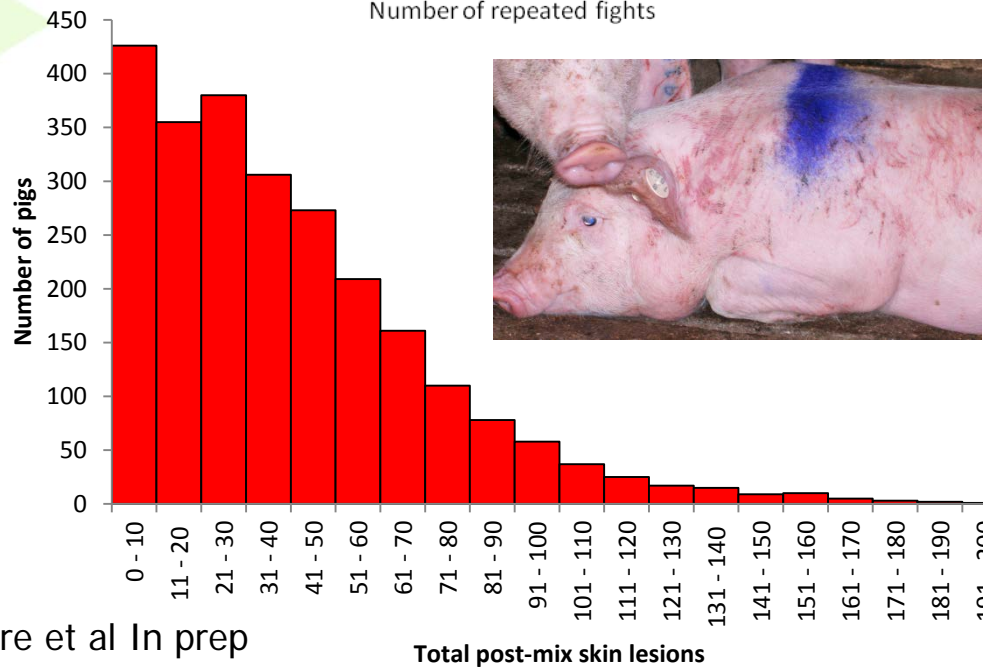 Number of repeated fights
450
400
350
300
250
200
150
100
50
0
Number of pigs
0 - 10
11 - 20
21 - 30
31 - 40
41 - 50
51 - 60
61 - 70
71 - 80
81 - 90
91 - 100
101 - 110
111 - 120
121 - 130
131 - 140
141 - 150
151 - 160
161 - 170
171 - 180
181 - 190
Total post-mix skin lesions
re et al In prep